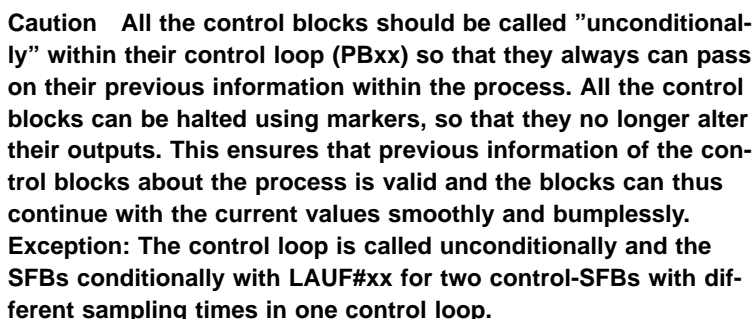 Caution All the control blocks should be called ”unconditional-
ly” within their control loop (PBxx) so that they always can pass
on their previous information within the process. All the control
blocks can be halted using markers, so that they no longer alter
their outputs. This ensures that previous information of the con-
trol blocks about the process is valid and the blocks can thus
continue with the current values smoothly and bumplessly.
Exception: The control loop is called unconditionally and the
SFBs conditionally with LAUF#xx for two control-SFBs with dif-
ferent sampling times in one control loop.